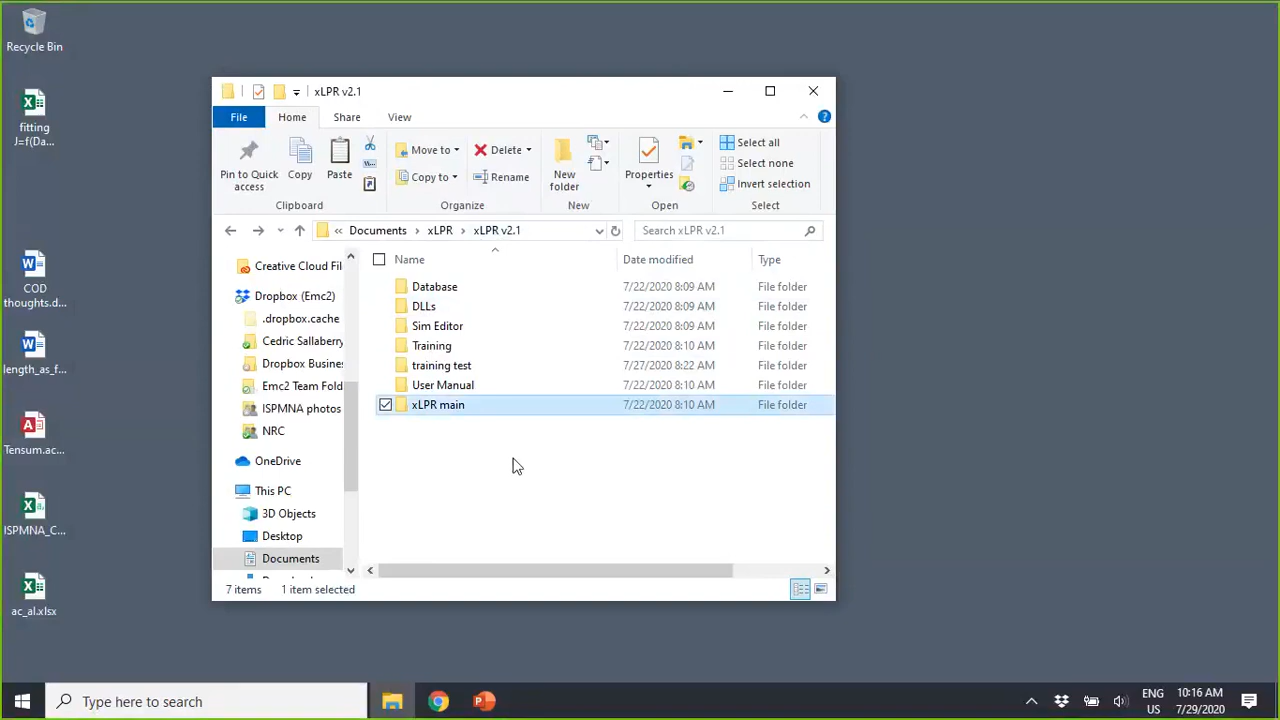 Recycle Bin
fitting
J=f(Da...
COD
thoughts.d...
length_as_f...
Tensum.ac...
ISPMNA_C...
ac_al.xlsx
xLPR v2.1
File
Home
Share
View
Pin to Quick
access
Copy
Paste
Move to
Copy to
Delete
Rename
New
folder
Properties
Select all
Select none
Invert selection
Clipboard
Organize
New
Open
Select
« Documents › xLPR › xLPR v2.1
Search xLPR v2.1
Name
Date modified
Type
Creative Cloud Fil
Dropbox (Emc2)
.dropbox.cache
Cedric Sallaberry
Dropbox Busines
Emc2 Team Fold
ISPMNA photos
NRC
OneDrive
This PC
3D Objects
Desktop
Documents
Database 7/22/2020 8:09 AM File folder
DLLs 7/22/2020 8:09 AM File folder
Sim Editor 7/22/2020 8:09 AM File folder
Training 7/22/2020 8:10 AM File folder
training test 7/27/2020 8:22 AM File folder
User Manual 7/22/2020 8:10 AM File folder
xLPR main 7/22/2020 8:10 AM File folder
7 items 1 item selected
Type here to search
ENG
US
10:16 AM
7/29/2020